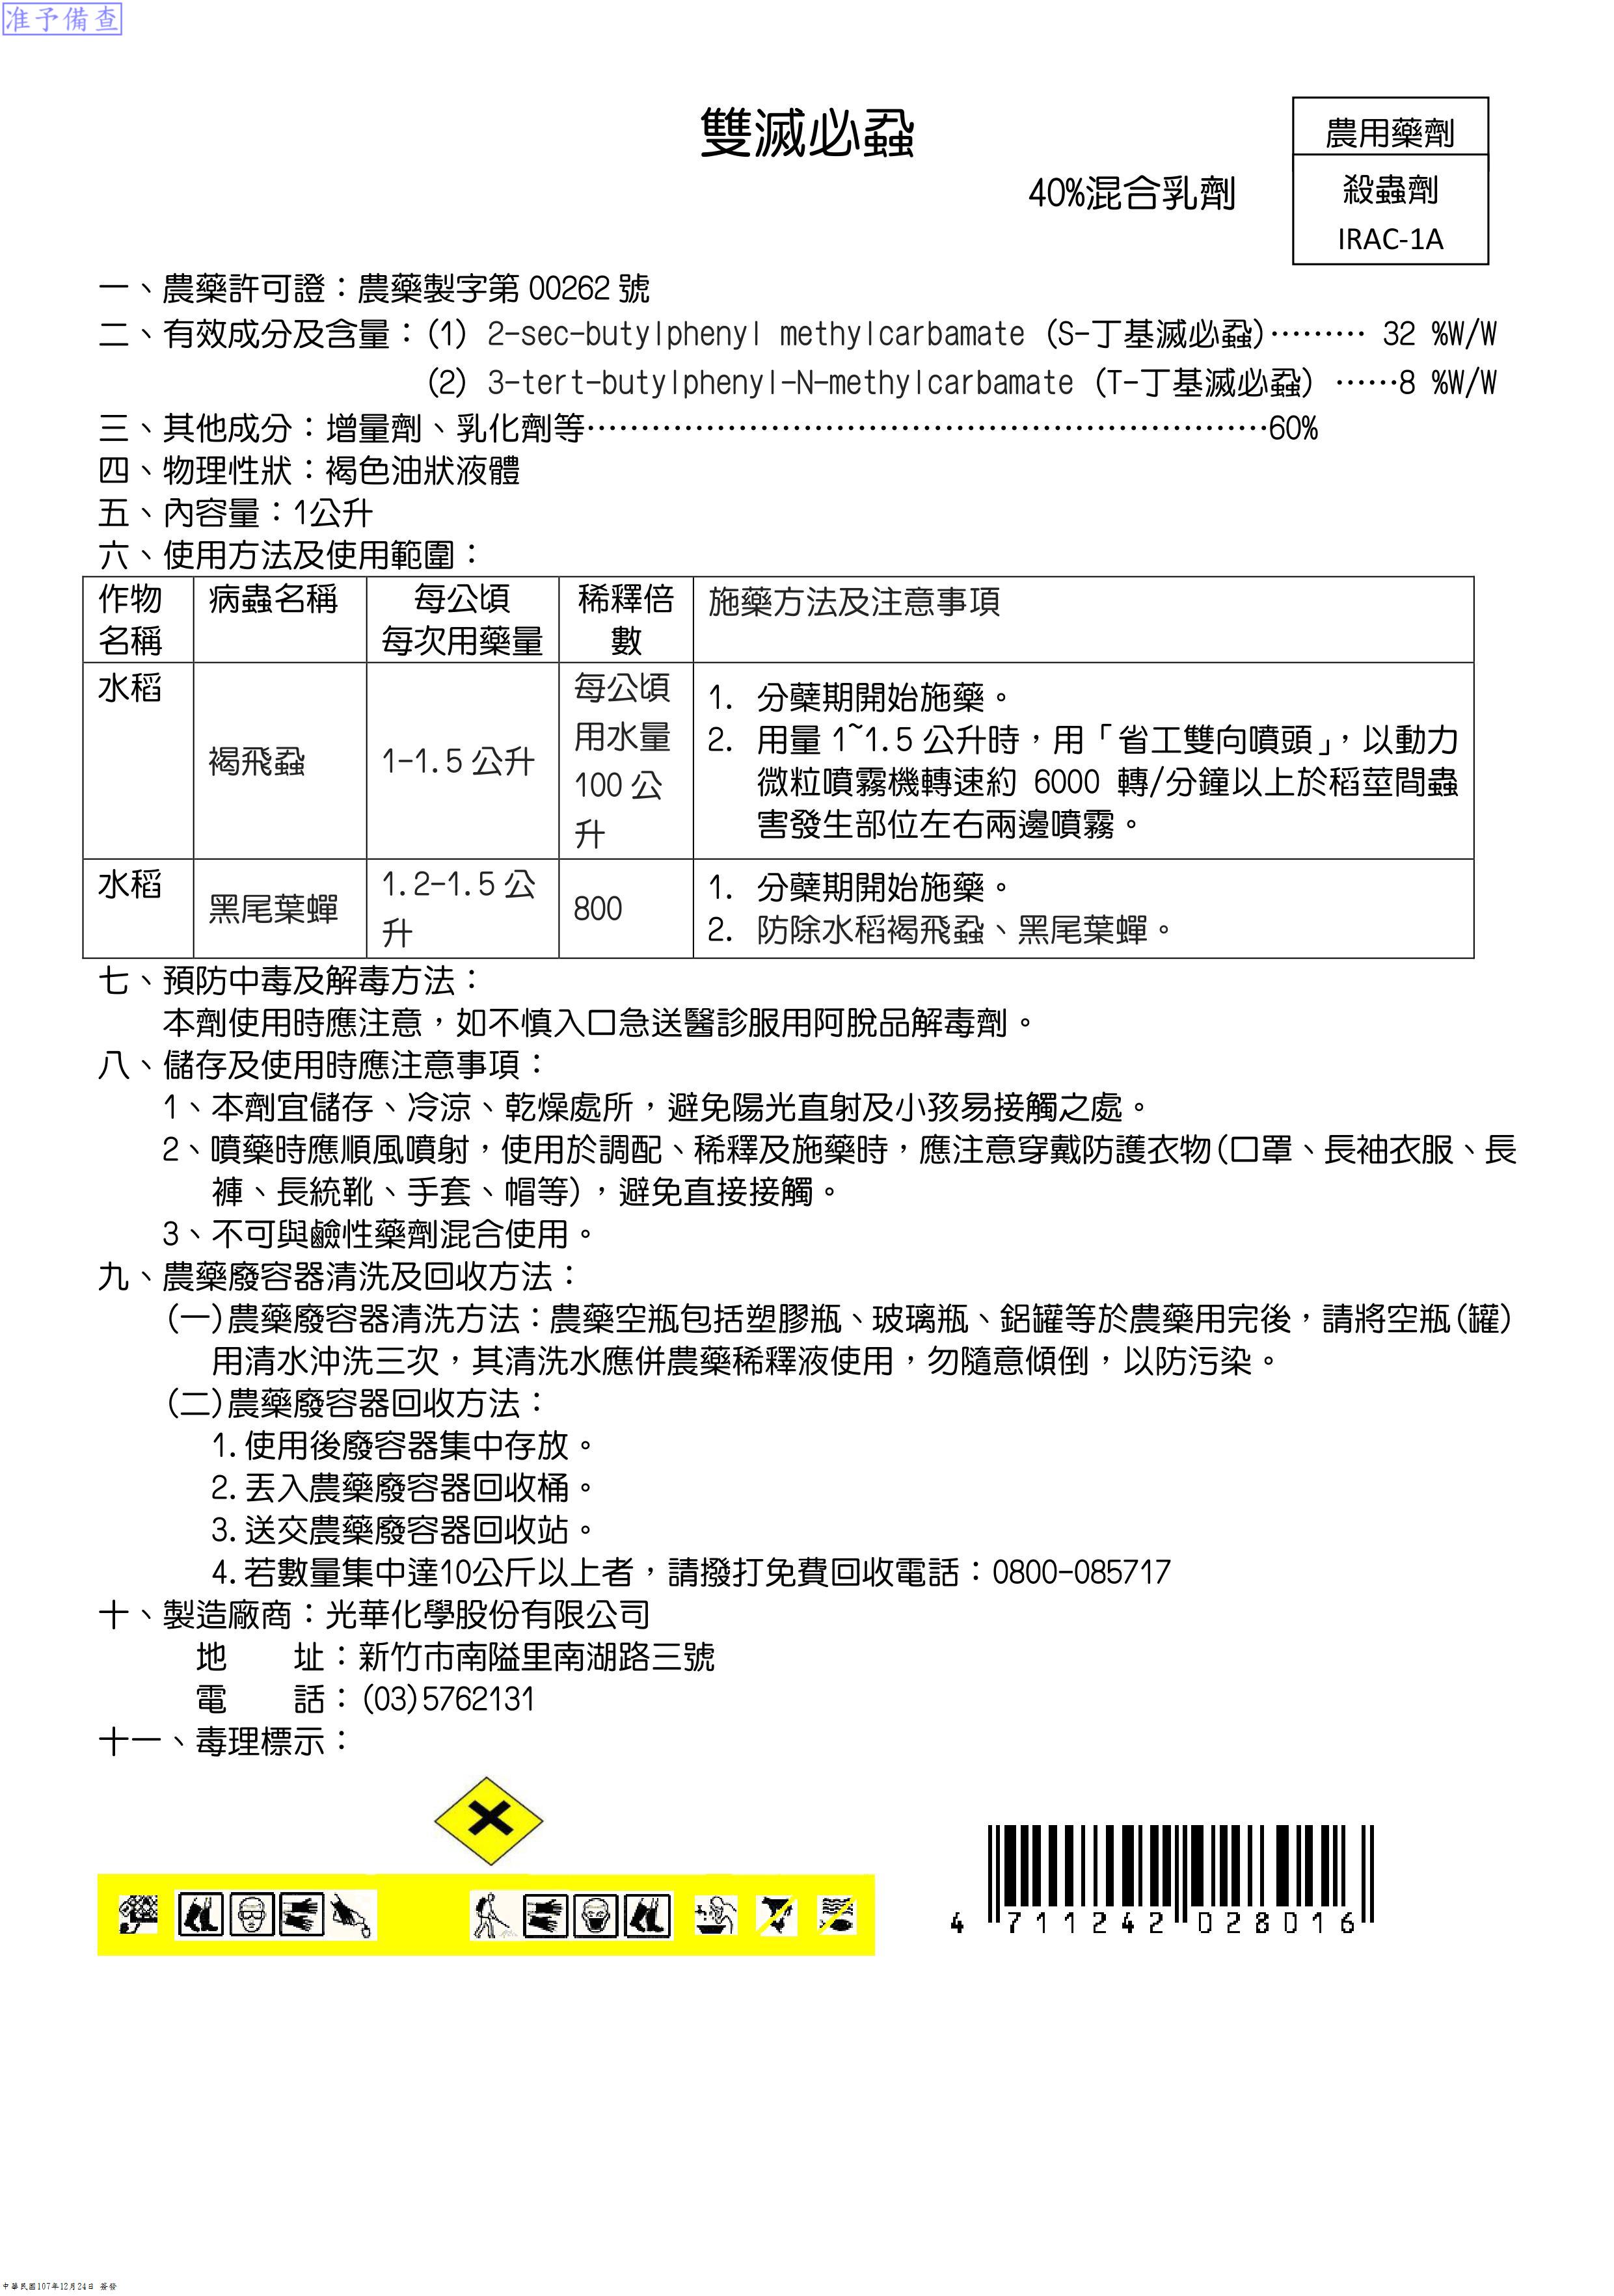 准予備查
雙滅必蝨
農用藥劑
40%混合乳劑
殺蟲劑
IRAC-1A
一、農藥許可證：農藥製字第 00262 號
二、有效成分及含量：(1) 2-sec-butylphenyl methylcarbamate (S-丁基滅必蝨)……… 32 %W/W
(2) 3-tert-butylphenyl-N-methylcarbamate (T-丁基滅必蝨) ……8 %W/W
三、其他成分：增量劑、乳化劑等………………………………………………………60%
四、物理性狀：褐色油狀液體
五、內容量：1公升
六、使用方法及使用範圍：
作物名稱 病蟲名稱 每公頃每次用藥量 稀釋倍數 施藥方法及注意事項
水稻
褐飛蝨
1-1.5 公升
每公頃
用水量
100 公
升
1. 分蘗期開始施藥。
2. 用量 1~1.5 公升時，用「省工雙向噴頭」，以動力
微粒噴霧機轉速約 6000 轉/分鐘以上於稻莖間蟲
害發生部位左右兩邊噴霧。
水稻
黑尾葉蟬
1.2-1.5 公
升
800
1. 分蘗期開始施藥。
2. 防除水稻褐飛蝨、黑尾葉蟬。
七、預防中毒及解毒方法：
本劑使用時應注意，如不慎入口急送醫診服用阿脫品解毒劑。
八、儲存及使用時應注意事項：
1、本劑宜儲存、冷涼、乾燥處所，避免陽光直射及小孩易接觸之處。
2、噴藥時應順風噴射，使用於調配、稀釋及施藥時，應注意穿戴防護衣物(口罩、長袖衣服、長
褲、長統靴、手套、帽等)，避免直接接觸。
3、不可與鹼性藥劑混合使用。
九、農藥廢容器清洗及回收方法：
(一)農藥廢容器清洗方法：農藥空瓶包括塑膠瓶、玻璃瓶、鋁罐等於農藥用完後，請將空瓶(罐)
用清水沖洗三次，其清洗水應併農藥稀釋液使用，勿隨意傾倒，以防污染。
(二)農藥廢容器回收方法：
1.使用後廢容器集中存放。
2.丟入農藥廢容器回收桶。
3.送交農藥廢容器回收站。
4.若數量集中達10公斤以上者，請撥打免費回收電話：0800-085717
十、製造廠商：光華化學股份有限公司
地　　址：新竹市南隘里南湖路三號
電　　話：(03)5762131
十一、毒理標示：
4 711242 028016
中華民國107年12月24日 簽發